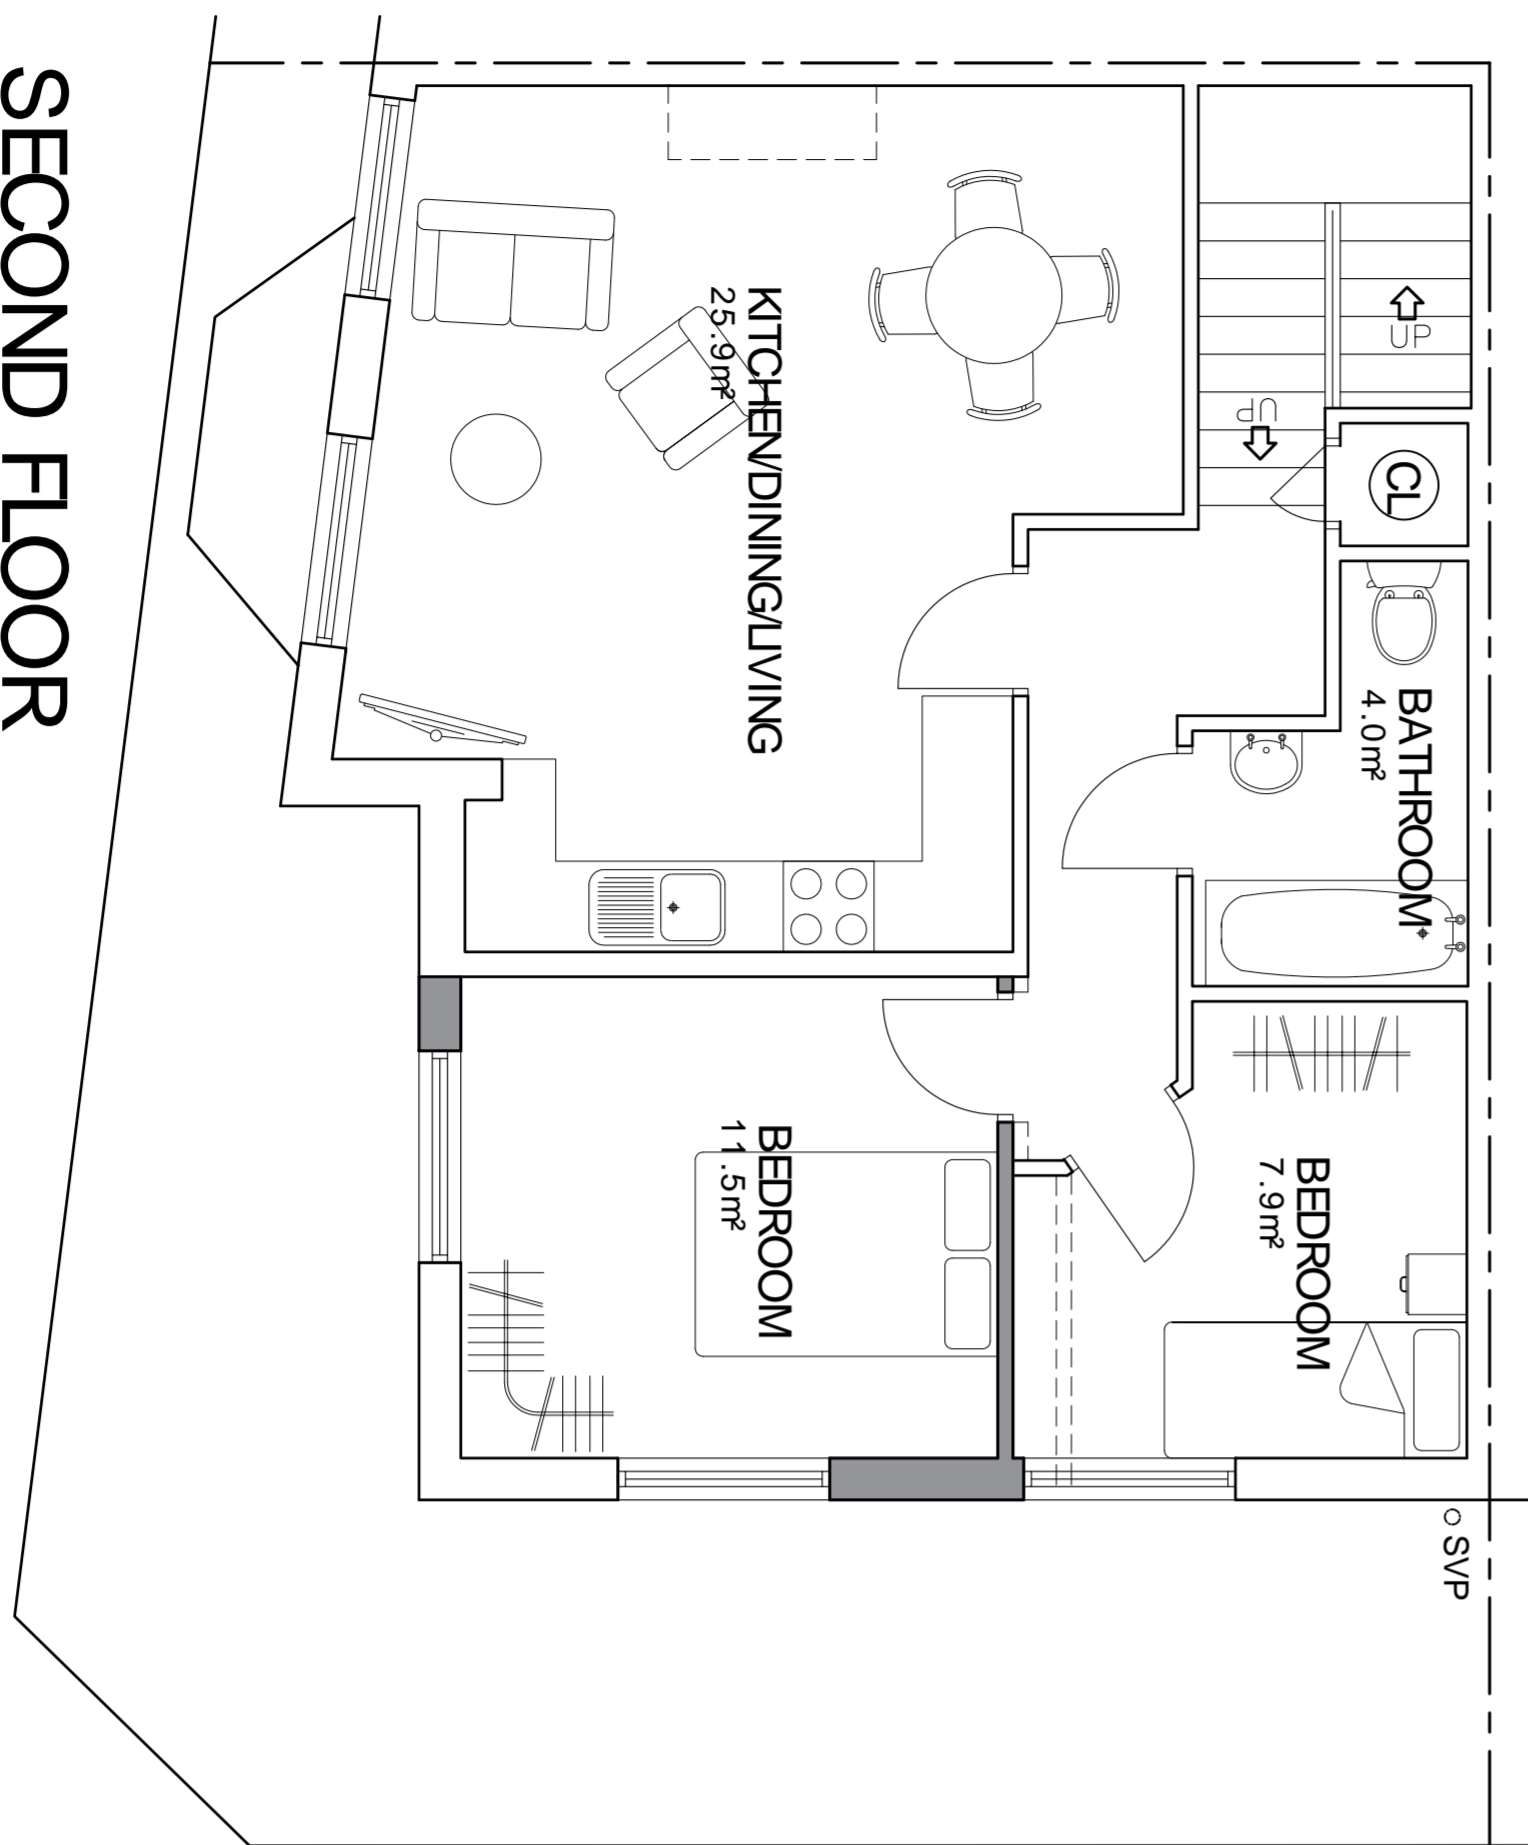 UP
UP
CL
BATHROOM
4.0m²
KITCHEN/DINING/LIVING
25.9m²
BEDROOM
7.9m²
BEDROOM
11.5m²
SVP
SECOND FLOOR